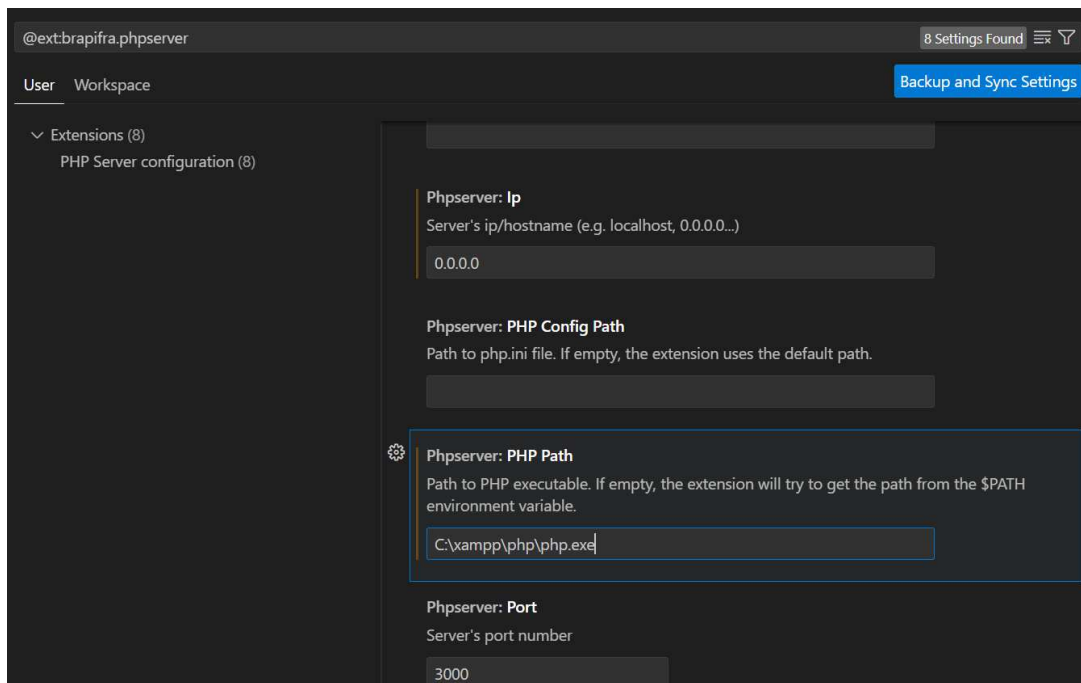 @ext:brapifra.phpserver
8 Settings Found
User Workspace
Backup and Sync Settings
Extensions (8)
PHP Server configuration (8)
Phpserver: Ip
Server's ip/hostname (e.g. localhost, 0.0.0.0...)
0.0.0.0
Phpserver: PHP Config Path
Path to php.ini file. If empty, the extension uses the default path.
Phpserver: PHP Path
Path to PHP executable. If empty, the extension will try to get the path from the $PATH
environment variable.
C:\xampp\php\php.exe
Phpserver: Port
Server's port number
3000